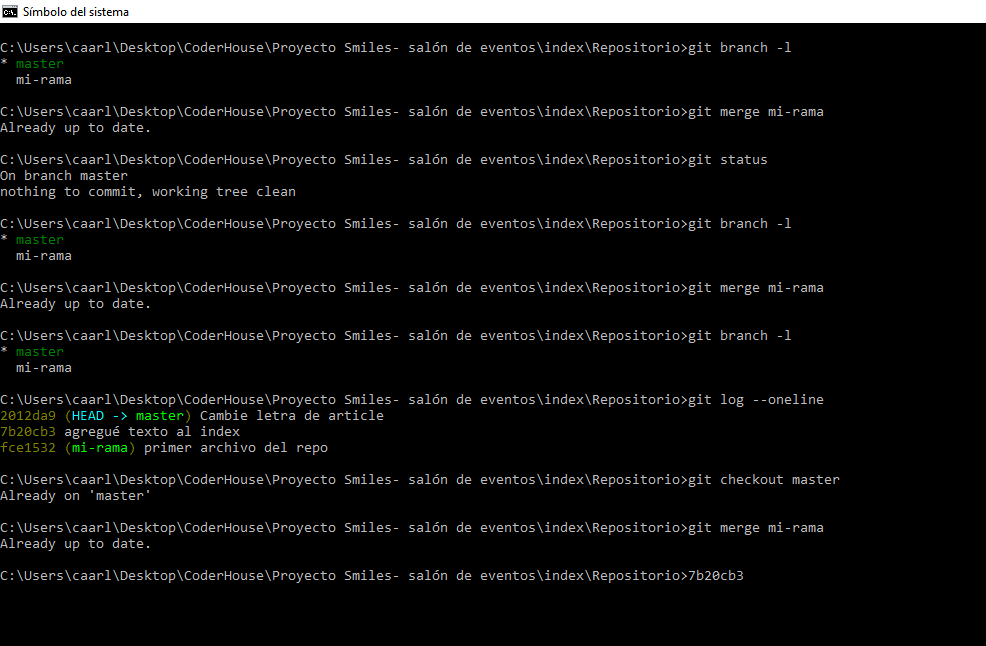 Símbolo del sistema
C:\Users\caarl\Desktop\CoderHouse\Proyecto Smiles- salón de eventos\index\Repositorio>git branch -l
* master
  mi-rama
C:\Users\caarl\Desktop\CoderHouse\Proyecto Smiles- salón de eventos\index\Repositorio>git merge mi-rama
Already up to date.
C:\Users\caarl\Desktop\CoderHouse\Proyecto Smiles- salón de eventos\index\Repositorio>git status
On branch master
nothing to commit, working tree clean
C:\Users\caarl\Desktop\CoderHouse\Proyecto Smiles- salón de eventos\index\Repositorio>git branch -l
* master
  mi-rama
C:\Users\caarl\Desktop\CoderHouse\Proyecto Smiles- salón de eventos\index\Repositorio>git merge mi-rama
Already up to date.
C:\Users\caarl\Desktop\CoderHouse\Proyecto Smiles- salón de eventos\index\Repositorio>git branch -l
* master
  mi-rama
C:\Users\caarl\Desktop\CoderHouse\Proyecto Smiles- salón de eventos\index\Repositorio>git log --oneline
2012da9 (HEAD -> master) Cambie letra de article
7b20cb3 agregué texto al index
fce1532 (mi-rama) primer archivo del repo
C:\Users\caarl\Desktop\CoderHouse\Proyecto Smiles- salón de eventos\index\Repositorio>git checkout master
Already on 'master'
C:\Users\caarl\Desktop\CoderHouse\Proyecto Smiles- salón de eventos\index\Repositorio>git merge mi-rama
Already up to date.
C:\Users\caarl\Desktop\CoderHouse\Proyecto Smiles- salón de eventos\index\Repositorio>7b20cb3